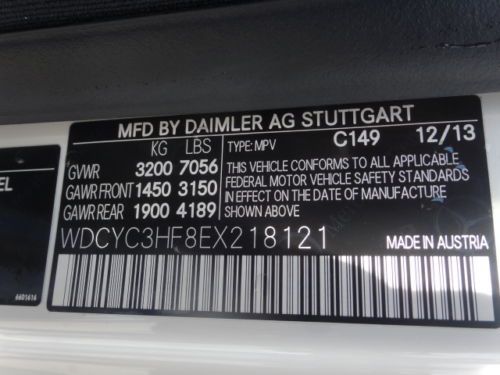 MFD BY DAIMLER AG STUTTGART
KG LBS TYPE: MPV C149 12/13
GVWR 3200 7056 THIS VEHICLE CONFORMS TO ALL APPLICABLE
GAWR FRONT 1450 3150 FEDERAL MOTOR VEHICLE SAFETY STANDARDS
GAWR REAR 1900 4189 IN EFFECT ON THE DATE OF MANUFACTURE
SHOWN ABOVE.
WDCYC3HF8EX218121 MADE IN AUSTRIA
EL